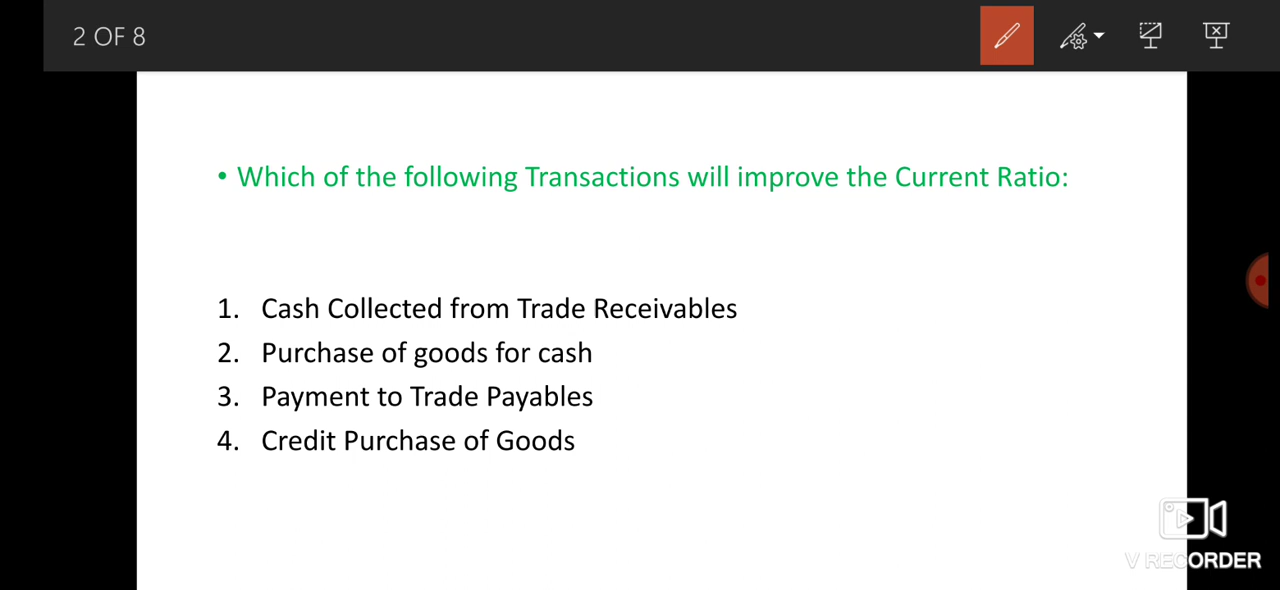 2 OF 8
• Which of the following Transactions will improve the Current Ratio:
1. Cash Collected from Trade Receivables
2. Purchase of goods for cash
3. Payment to Trade Payables
4. Credit Purchase of Goods
V RECORDER